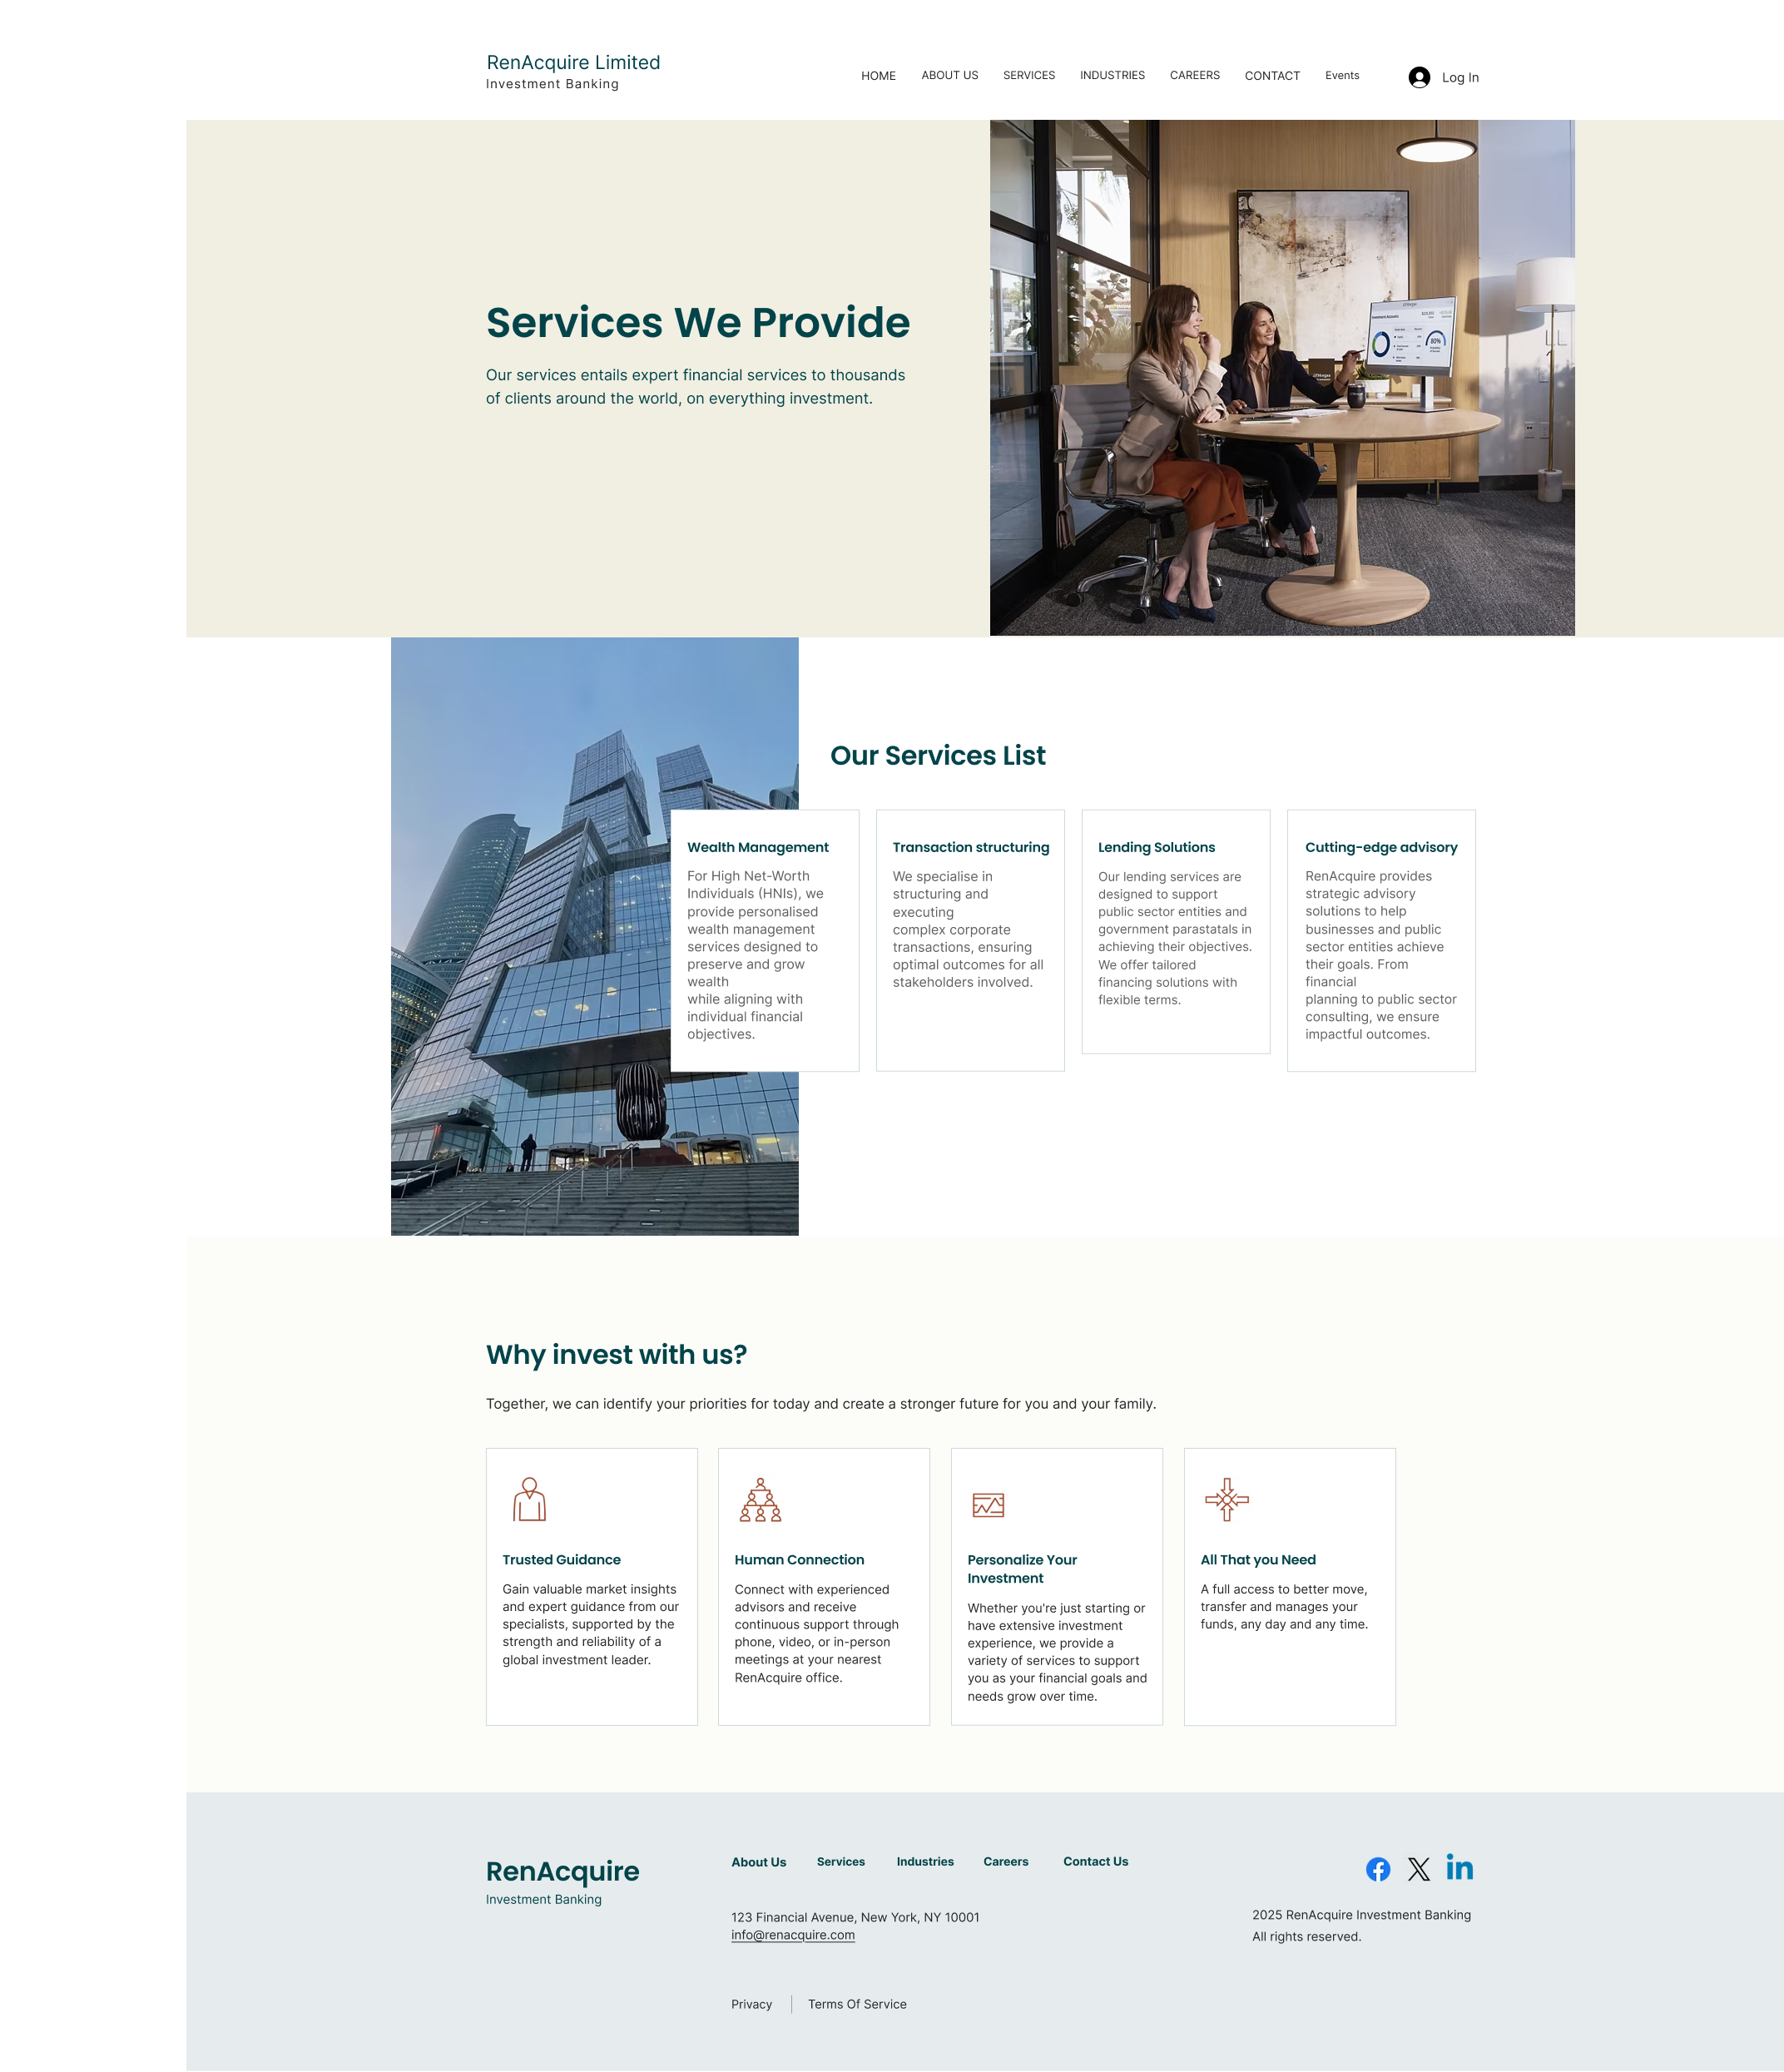 RenAcquire Limited
Investment Banking
HOME ABOUT US SERVICES INDUSTRIES CAREERS CONTACT Events Log In
Services We Provide
Our services entails expert financial services to thousands
of clients around the world, on everything investment.
J.P.Morgan
Investment Accounts
80%
Our Services List
Wealth Management
For High Net-Worth
Individuals (HNIs), we
provide personalised
wealth management
services designed to
preserve and grow
wealth
while aligning with
individual financial
objectives.
Transaction structuring
We specialise in
structuring and
executing
complex corporate
transactions, ensuring
optimal outcomes for all
stakeholders involved.
Lending Solutions
Our lending services are
designed to support
public sector entities and
government parastatals in
achieving their objectives.
We offer tailored
financing solutions with
flexible terms.
Cutting-edge advisory
RenAcquire provides
strategic advisory
solutions to help
businesses and public
sector entities achieve
their goals. From
financial
planning to public sector
consulting, we ensure
impactful outcomes.
Why invest with us?
Together, we can identify your priorities for today and create a stronger future for you and your family.
Trusted Guidance
Gain valuable market insights
and expert guidance from our
specialists, supported by the
strength and reliability of a
global investment leader.
Human Connection
Connect with experienced
advisors and receive
continuous support through
phone, video, or in-person
meetings at your nearest
RenAcquire office.
Personalize Your
Investment
Whether you're just starting or
have extensive investment
experience, we provide a
variety of services to support
you as your financial goals and
needs grow over time.
All That you Need
A full access to better move,
transfer and manages your
funds, any day and any time.
RenAcquire
Investment Banking
About Us Services Industries Careers Contact Us
123 Financial Avenue, New York, NY 10001
info@renacquire.com
Privacy
Terms Of Service
2025 RenAcquire Investment Banking
All rights reserved.